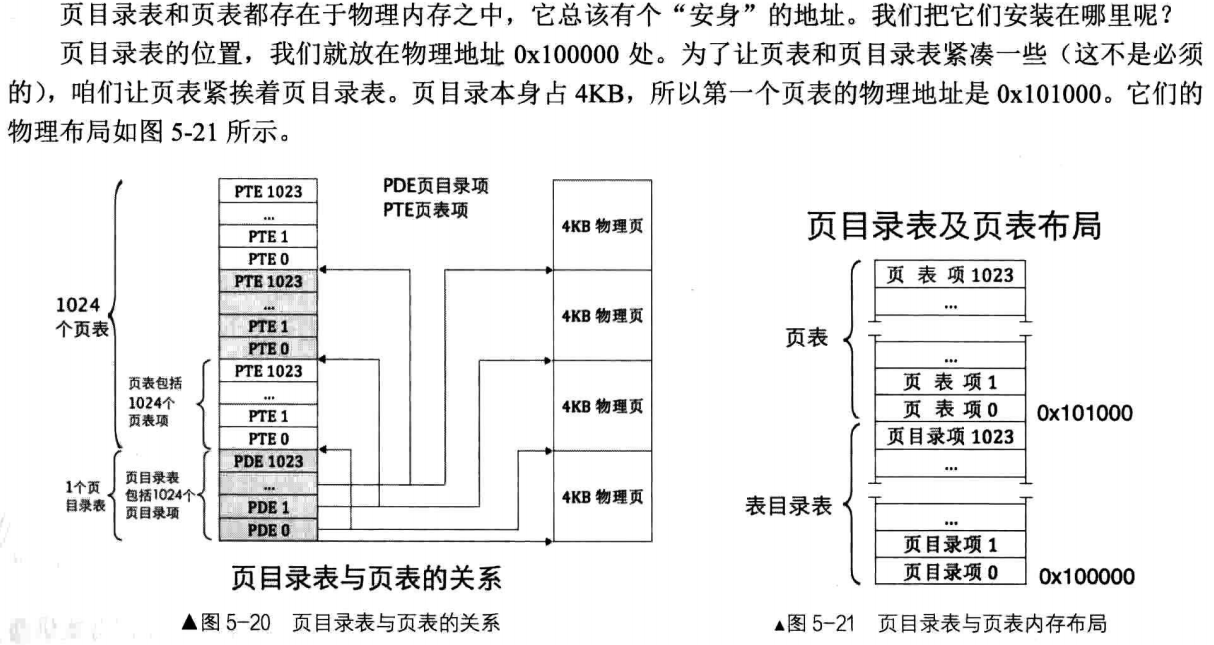 页目录表和页表都存在于物理内存之中，它总该有个“安身”的地址。我们把它们安装在哪里呢？
页目录表的位置，我们就放在物理地址 0x100000 处。为了让页表和页目录表紧凑一些（这不是必须
的），咱们让页表紧挨着页目录表。页目录本身占 4KB，所以第一个页表的物理地址是 0x101000。它们的
物理布局如图 5-21 所示。
PDE页目录项
PTE页表项
1024
个页表
页表包括
1024个
页表项
1个页
目录表
页目录表
包括1024个
页目录项
PTE 1023
...
PTE 1
PTE 0
PTE 1023
...
PTE 1
PTE 0
PTE 1023
...
PTE 1
PTE 0
PDE 1023
...
PDE 1
PDE 0
4KB 物理页
4KB 物理页
4KB 物理页
4KB 物理页
页目录表与页表的关系
▲图 5-20 页目录表与页表的关系
页目录表及页表布局
页表
页 表 项 1023
...
...
页 表 项 1
页 表 项 0 0x101000
表目录表
页目录项 1023
...
...
页目录项 1
页目录项 0 0x100000
▲图 5-21 页目录表与页表内存布局